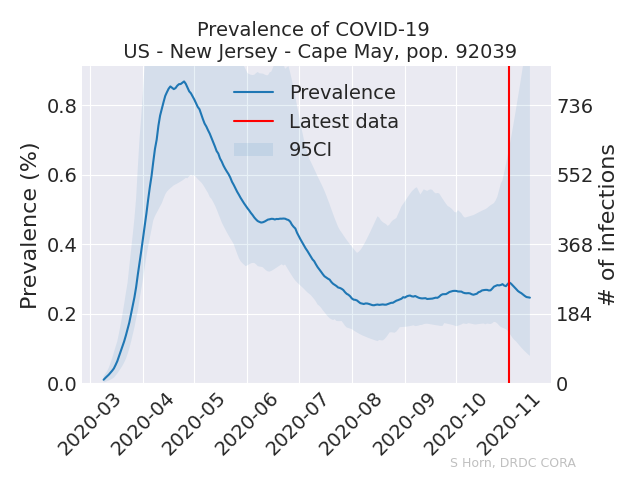 Prevalence of COVID-19
US - New Jersey - Cape May, pop. 92039
Prevalence
Latest data
95CI
Prevalence (%)
0.8
0.6
0.4
0.2
0.0
736
552
368
184
0
# of infections
2020-03
2020-04
2020-05
2020-06
2020-07
2020-08
2020-09
2020-10
2020-11
S Horn, DRDC CORA